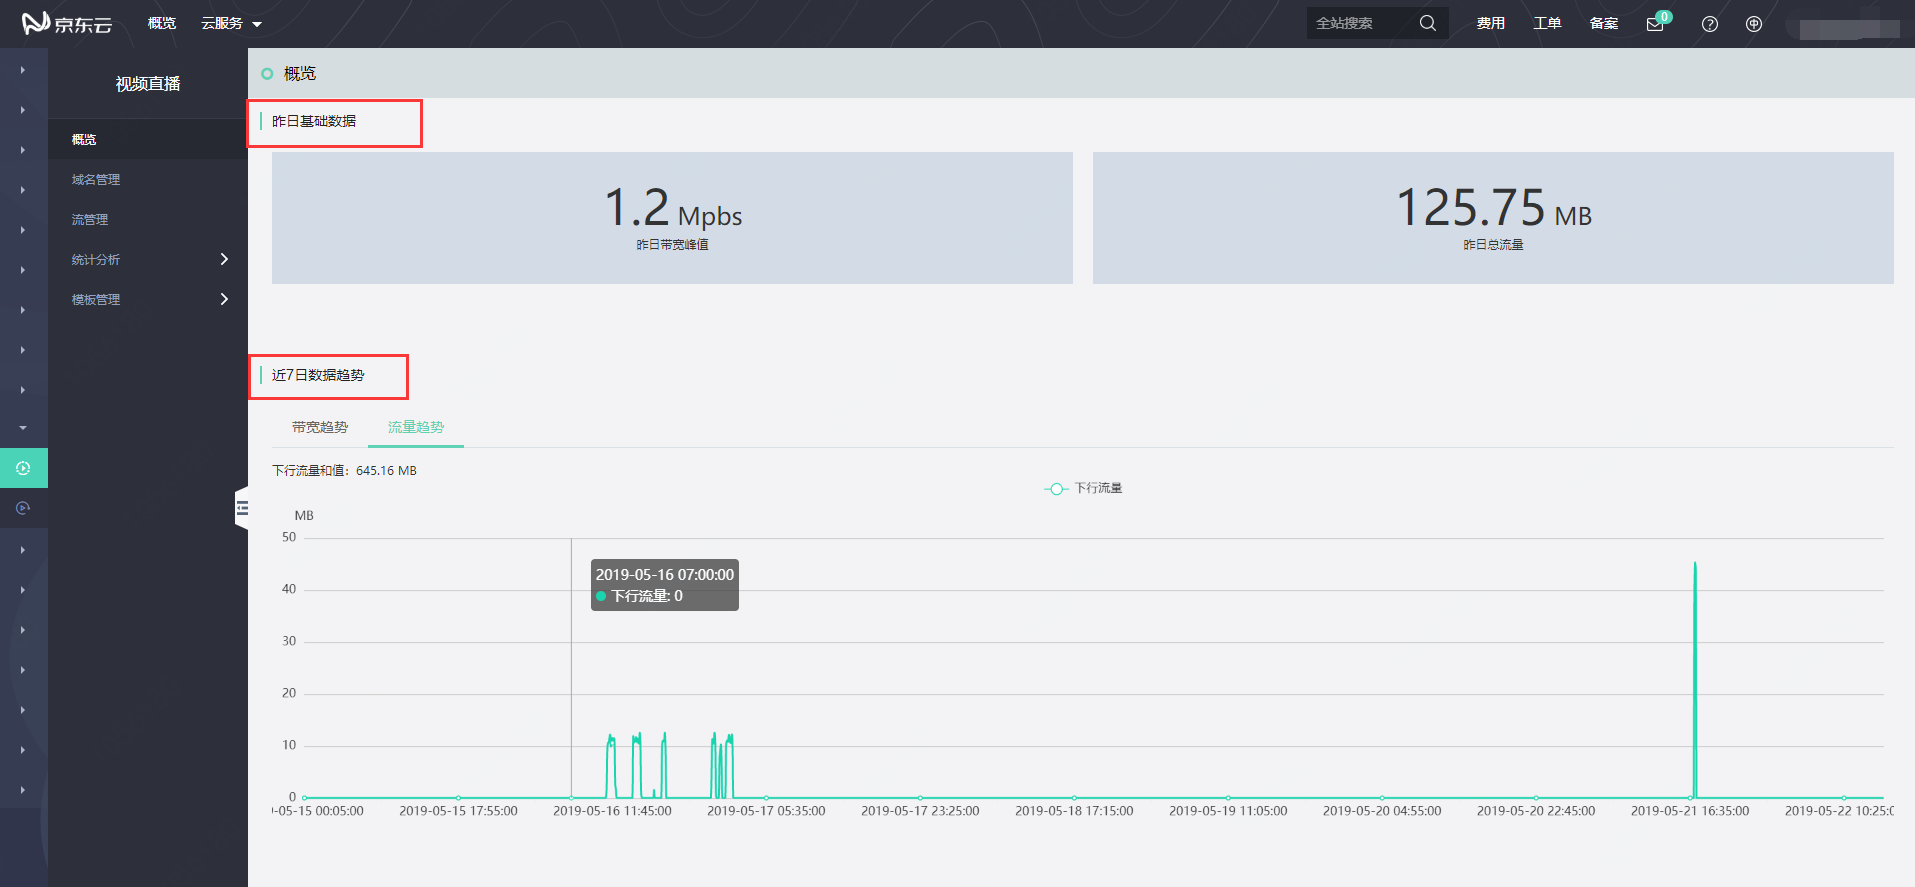 京东云
概览
云服务
全站搜索
费用
工单
备案
0
视频直播
概览
域名管理
流管理
统计分析
模板管理
概览
昨日基础数据
1.2 Mpbs
昨日带宽峰值
125.75 MB
昨日总流量
近7日数据趋势
带宽趋势
流量趋势
下行流量和值: 645.16 MB
下行流量
MB
50
40
30
20
10
0
2019-05-16 07:00:00
下行流量: 0
-05-15 00:05:00
2019-05-15 17:55:00
2019-05-16 11:45:00
2019-05-17 05:35:00
2019-05-17 23:25:00
2019-05-18 17:15:00
2019-05-19 11:05:00
2019-05-20 04:55:00
2019-05-20 22:45:00
2019-05-21 16:35:00
2019-05-22 10:25:0